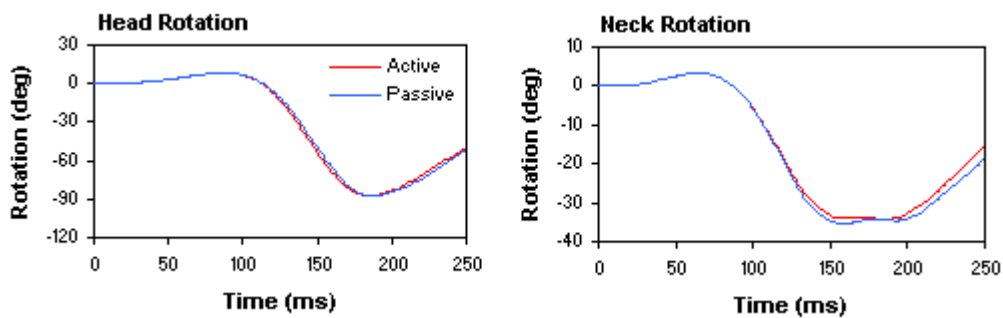 Head Rotation
30
0
-30
-60
-90
-120
Rotation (deg)
Active
Passive
0 50 100 150 200 250
Time (ms)
Neck Rotation
10
0
-10
-20
-30
-40
Rotation (deg)
0 50 100 150 200 250
Time (ms)